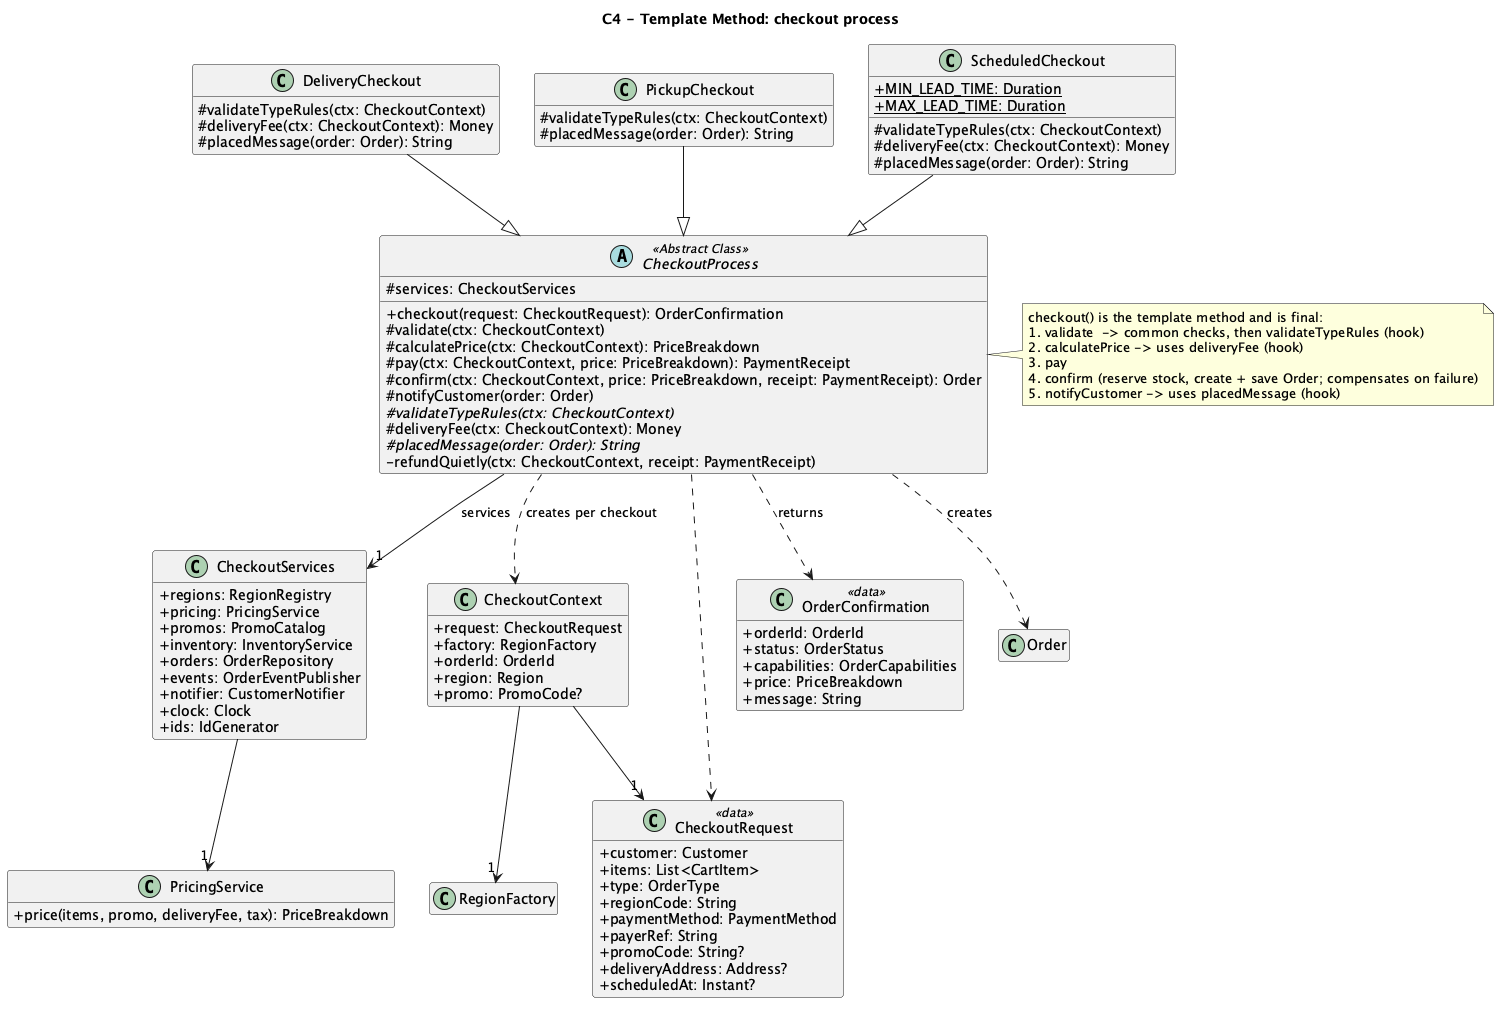 C4 - Template Method: checkout process
C DeliveryCheckout
#validateTypeRules(ctx: CheckoutContext)
#deliveryFee(ctx: CheckoutContext): Money
#placedMessage(order: Order): String
C PickupCheckout
#validateTypeRules(ctx: CheckoutContext)
#placedMessage(order: Order): String
C ScheduledCheckout
+MIN_LEAD_TIME: Duration
+MAX_LEAD_TIME: Duration
#validateTypeRules(ctx: CheckoutContext)
#deliveryFee(ctx: CheckoutContext): Money
#placedMessage(order: Order): String
A «Abstract Class»
CheckoutProcess
#services: CheckoutServices
+checkout(request: CheckoutRequest): OrderConfirmation
#validate(ctx: CheckoutContext)
#calculatePrice(ctx: CheckoutContext): PriceBreakdown
#pay(ctx: CheckoutContext, price: PriceBreakdown): PaymentReceipt
#confirm(ctx: CheckoutContext, price: PriceBreakdown, receipt: PaymentReceipt): Order
#notifyCustomer(order: Order)
#validateTypeRules(ctx: CheckoutContext)
#deliveryFee(ctx: CheckoutContext): Money
#placedMessage(order: Order): String
-refundQuietly(ctx: CheckoutContext, receipt: PaymentReceipt)
checkout() is the template method and is final:
1. validate -> common checks, then validateTypeRules (hook)
2. calculatePrice -> uses deliveryFee (hook)
3. pay
4. confirm (reserve stock, create + save Order; compensates on failure)
5. notifyCustomer -> uses placedMessage (hook)
services
creates per checkout
returns
creates
1
C CheckoutServices
+regions: RegionRegistry
+pricing: PricingService
+promos: PromoCatalog
+inventory: InventoryService
+orders: OrderRepository
+events: OrderEventPublisher
+notifier: CustomerNotifier
+clock: Clock
+ids: IdGenerator
C CheckoutContext
+request: CheckoutRequest
+factory: RegionFactory
+orderId: OrderId
+region: Region
+promo: PromoCode?
C «data»
OrderConfirmation
+orderId: OrderId
+status: OrderStatus
+capabilities: OrderCapabilities
+price: PriceBreakdown
+message: String
C Order
1
1
1
C PricingService
+price(items, promo, deliveryFee, tax): PriceBreakdown
C RegionFactory
C «data»
CheckoutRequest
+customer: Customer
+items: List<CartItem>
+type: OrderType
+regionCode: String
+paymentMethod: PaymentMethod
+payerRef: String
+promoCode: String?
+deliveryAddress: Address?
+scheduledAt: Instant?